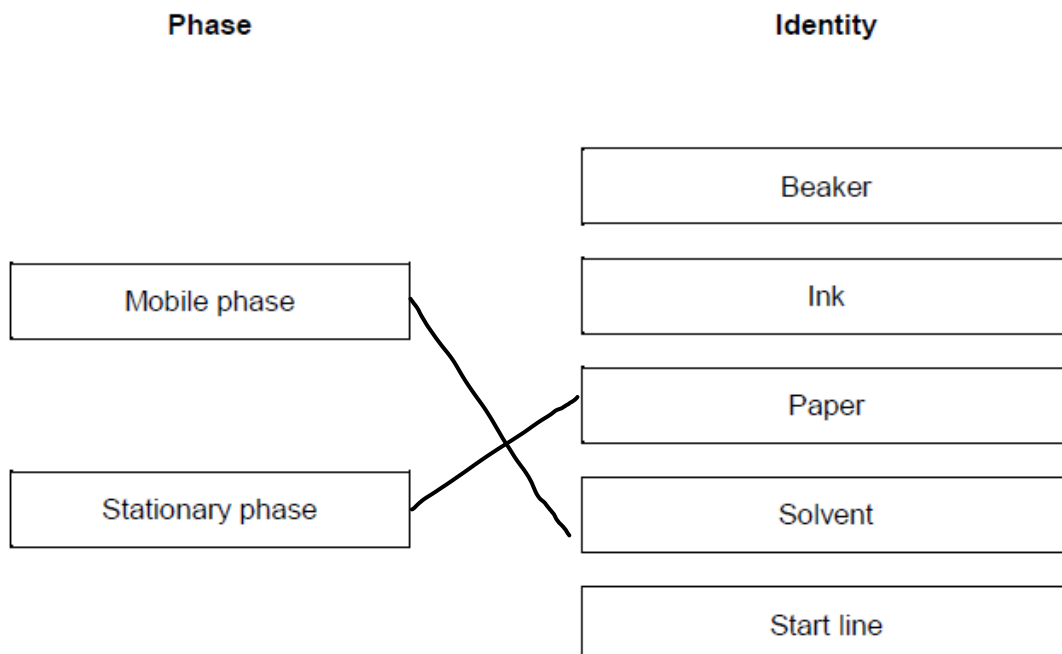 Phase
Identity
Beaker
Mobile phase
Ink
Paper
Stationary phase
Solvent
Start line